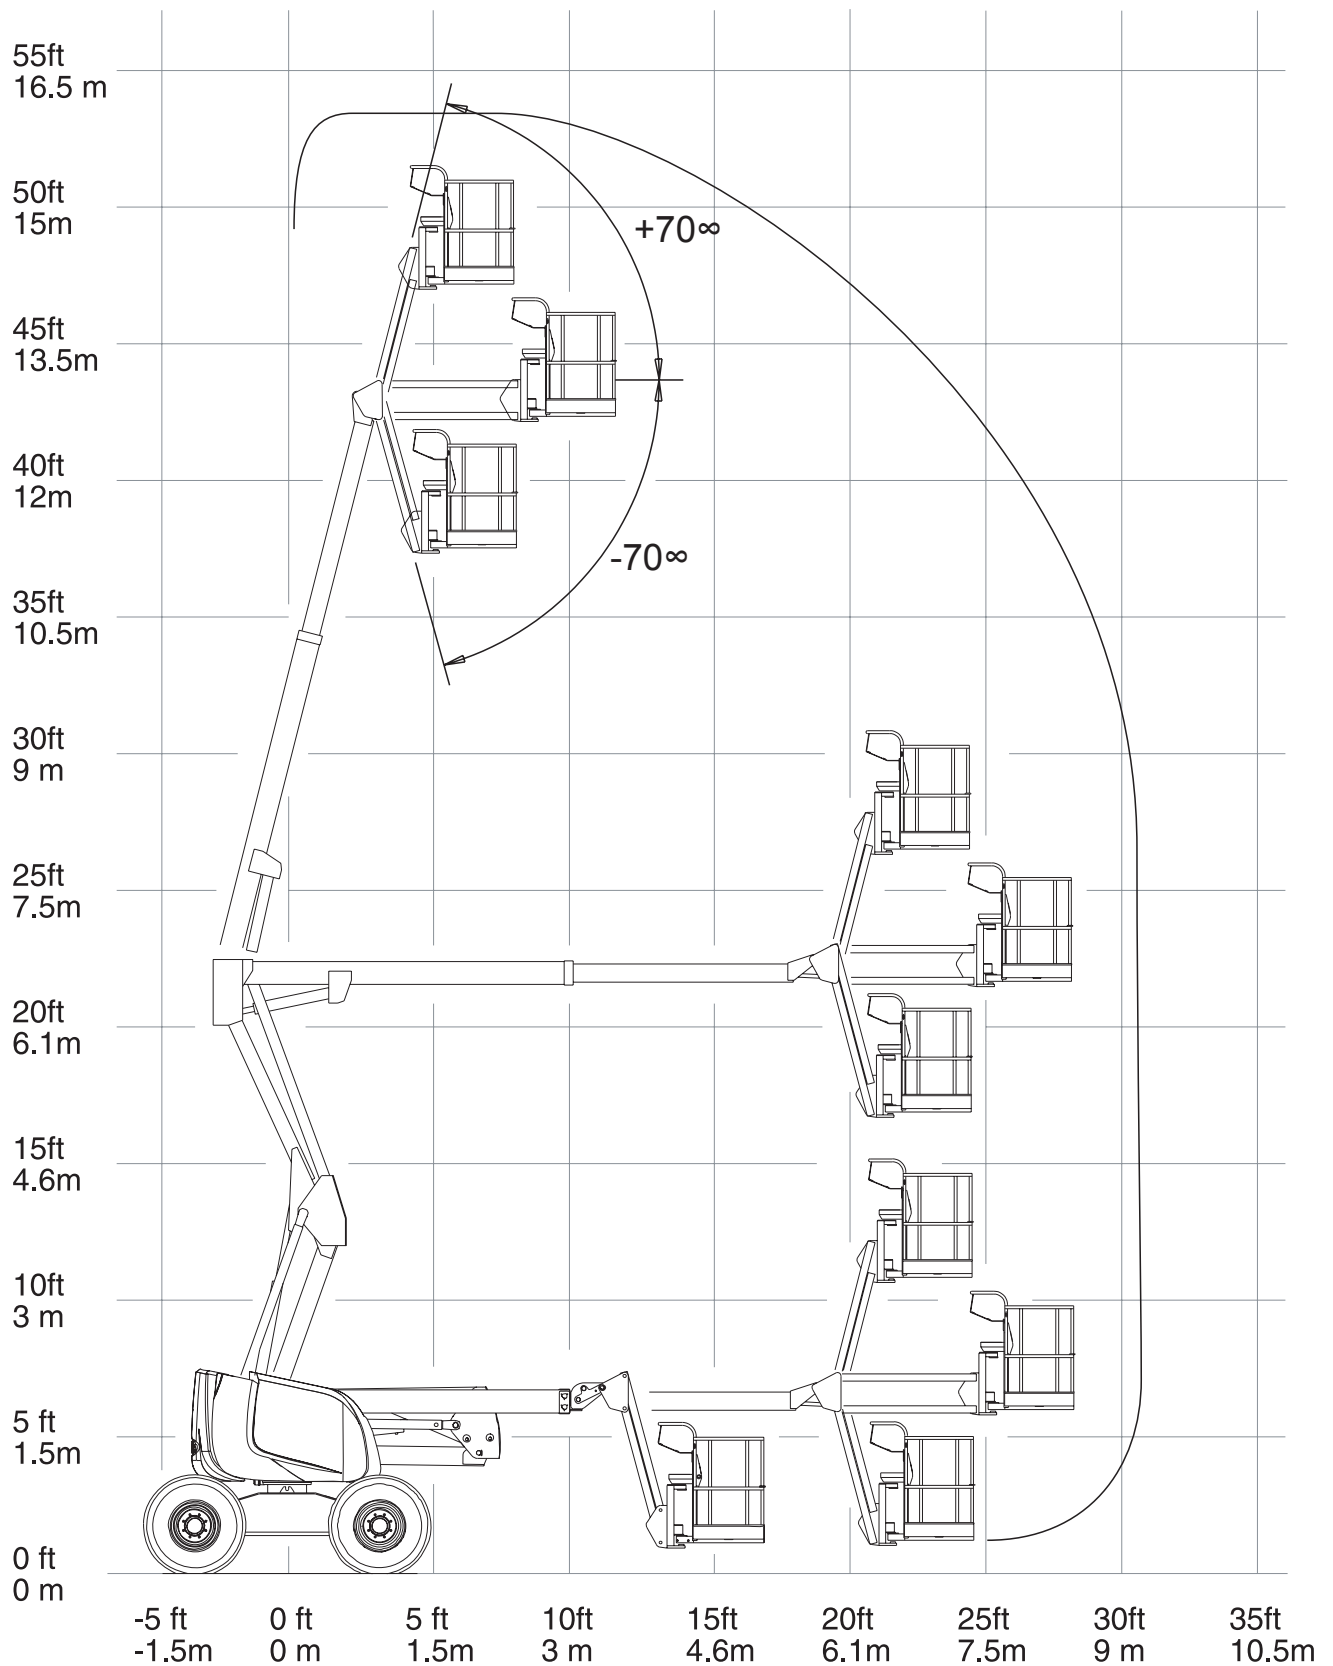 55ft
16.5 m
50ft
15m
+70∞
45ft
13.5m
40ft
12m
-70∞
35ft
10.5m
30ft
9 m
25ft
7.5m
20ft
6.1m
15ft
4.6m
10ft
3 m
5 ft
1.5m
0 ft
0 m
-5 ft 0 ft 5 ft 10ft 15ft 20ft 25ft 30ft 35ft
-1.5m 0 m 1.5m 3 m 4.6m 6.1m 7.5m 9 m 10.5m